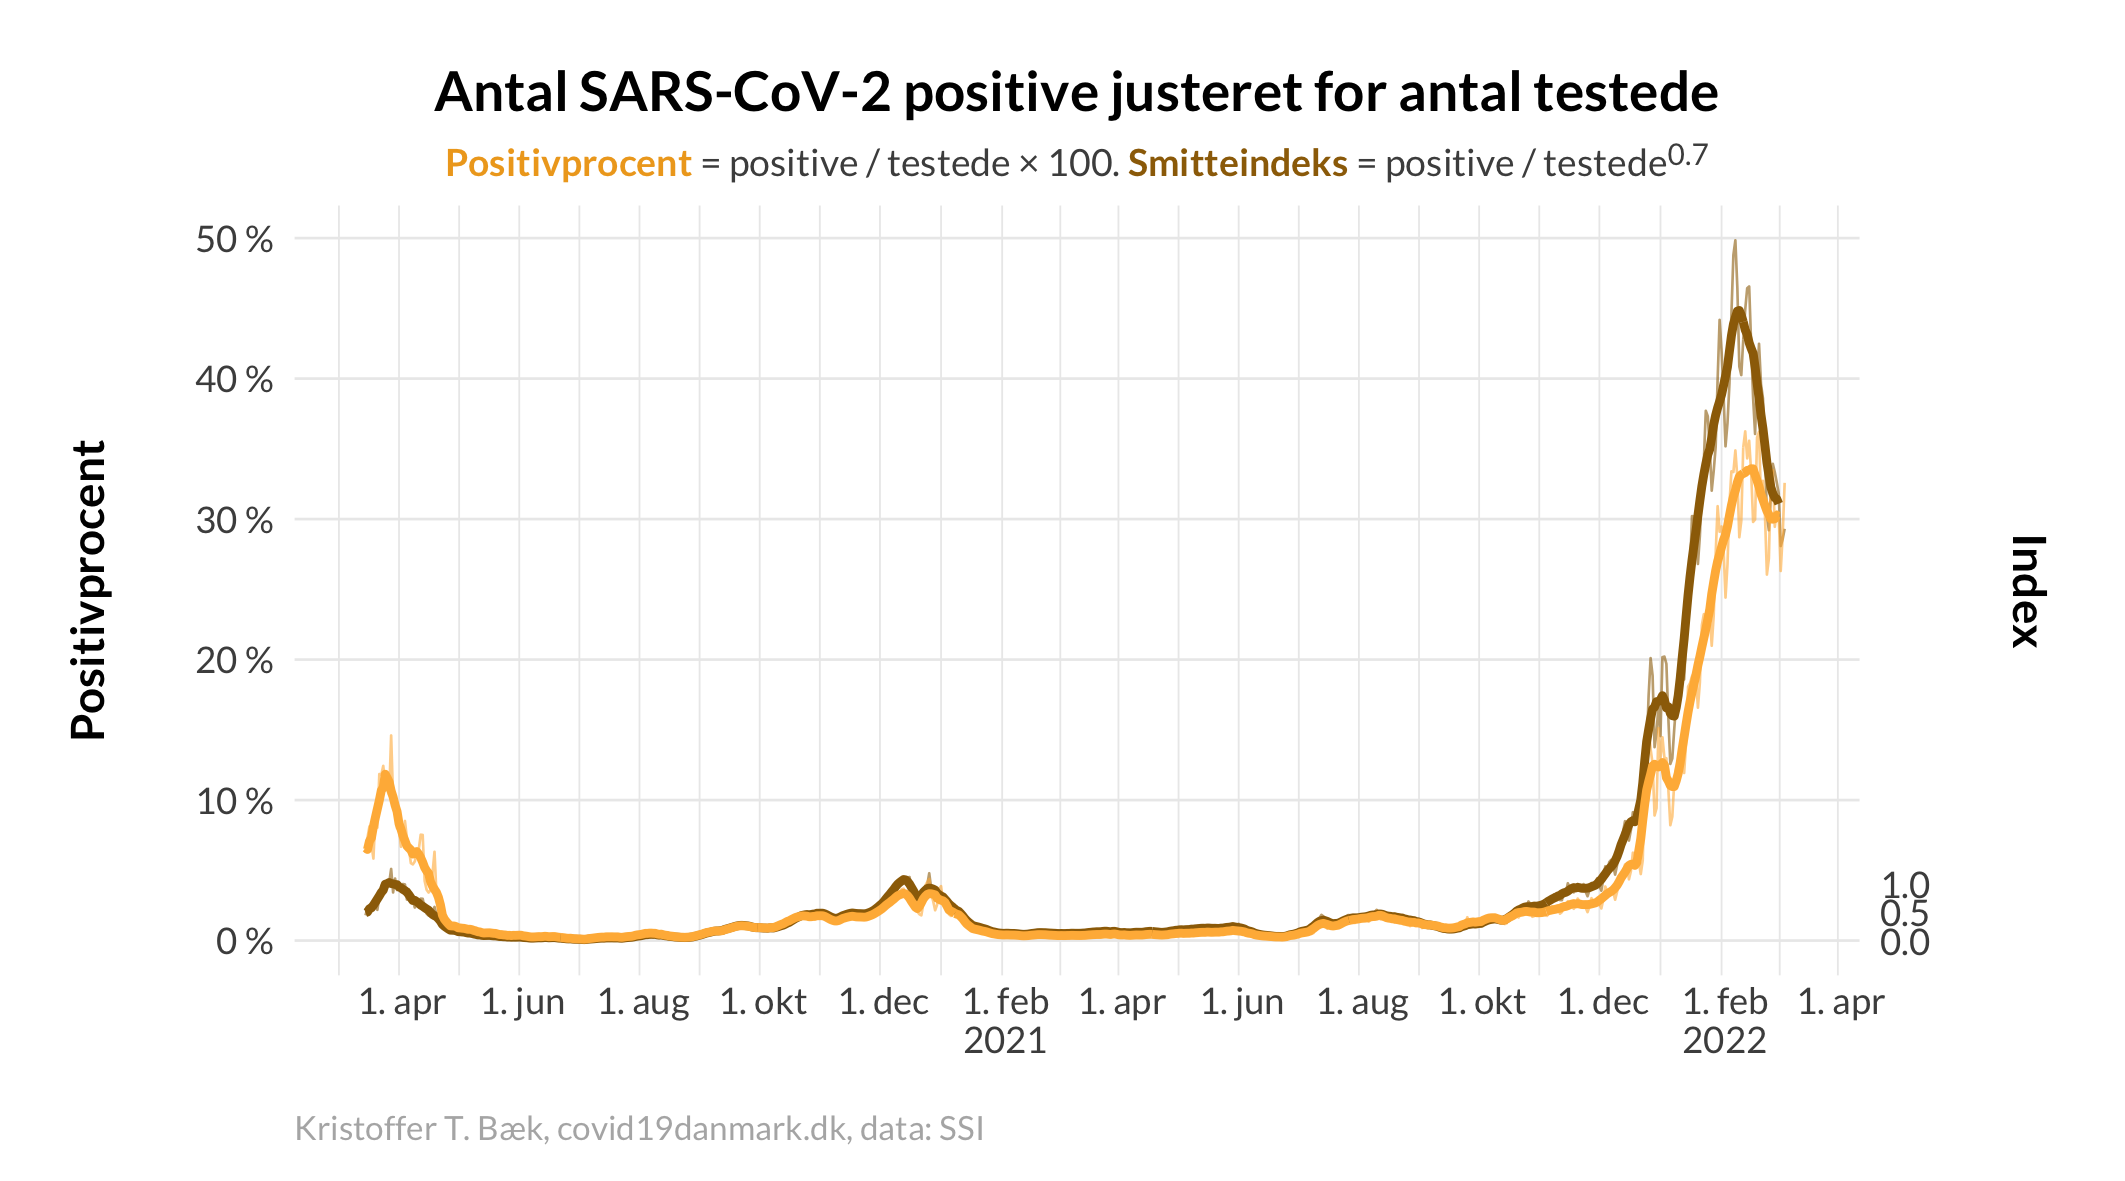 Antal SARS-CoV-2 positive justeret for antal testede
Positivprocent = positive / testede × 100. Smitteindeks = positive / testede^0.7
Positivprocent
50 %
40 %
30 %
20 %
10 %
0 %
Index
1.0
0.5
0.0
1. apr 1. jun 1. aug 1. okt 1. dec 1. feb 1. apr 1. jun 1. aug 1. okt 1. dec 1. feb 1. apr
2021 2022
Kristoffer T. Bæk, covid19danmark.dk, data: SSI